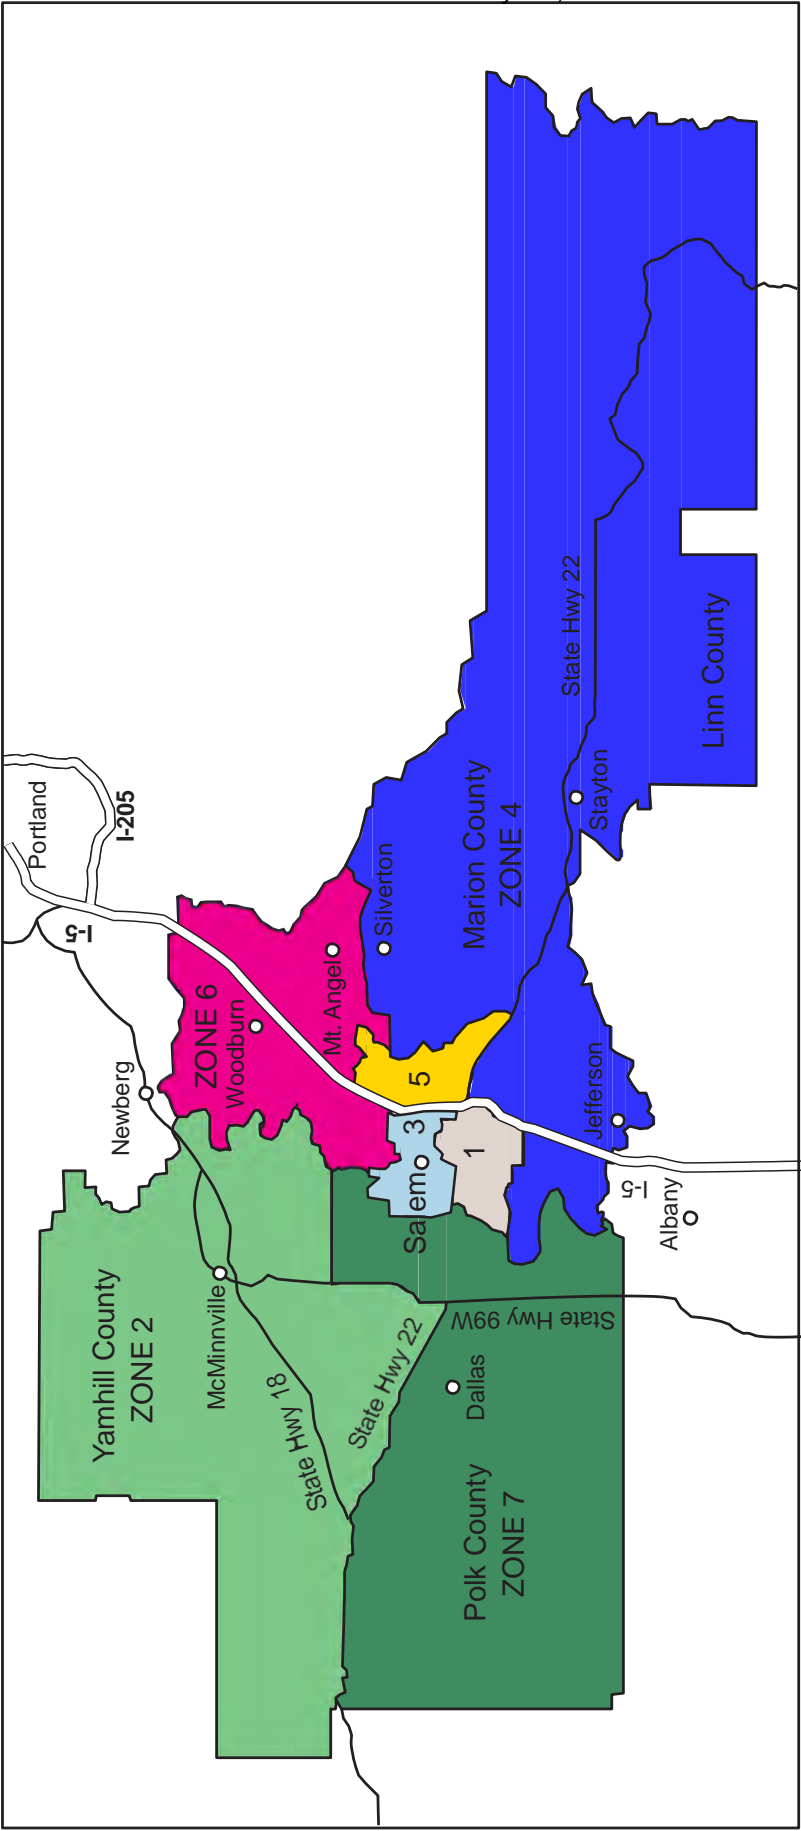 Portland
I-205
I-5
Newberg
ZONE 6
Woodburn
Mt. Angel
Silverton
Yamhill County
ZONE 2
McMinnville
State Hwy 18
State Hwy 22
State Hwy 99W
Salem
3
5
1
Marion County
ZONE 4
State Hwy 22
Stayton
Linn County
Jefferson
I-5
Albany
Dallas
Polk County
ZONE 7